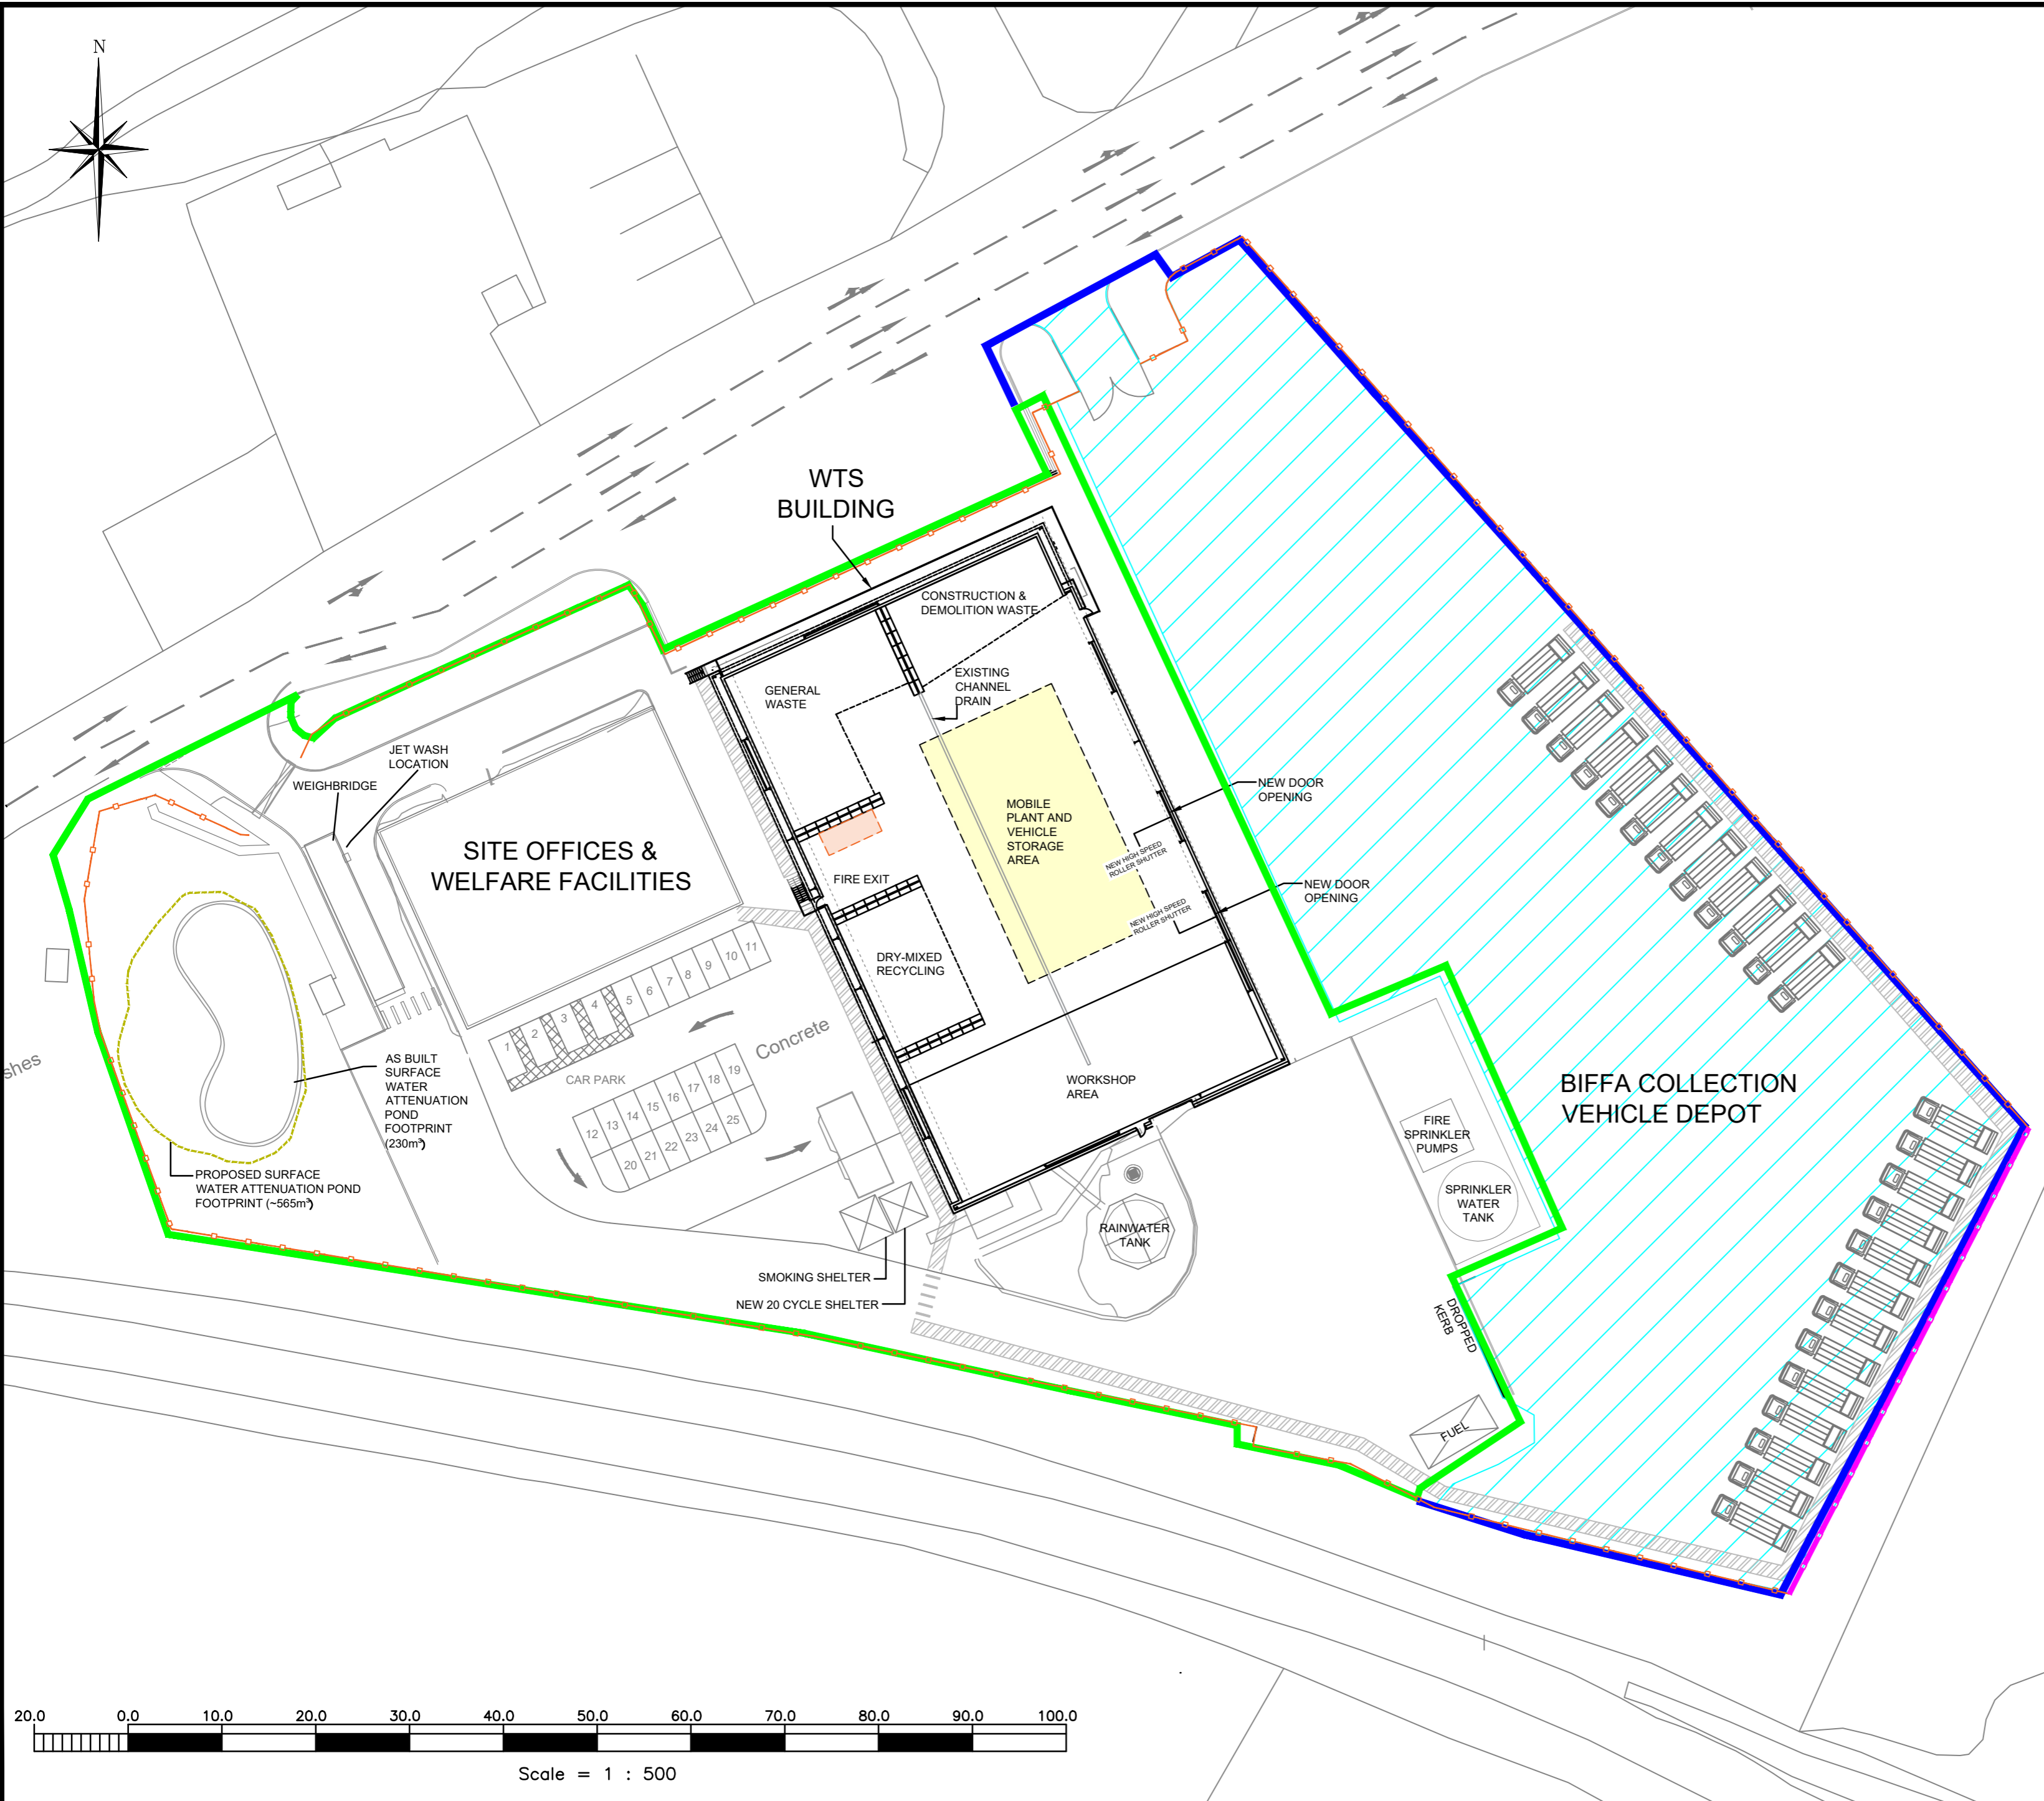 N
WTS
BUILDING
CONSTRUCTION &
DEMOLITION WASTE
EXISTING
CHANNEL
DRAIN
GENERAL
WASTE
JET WASH
LOCATION
WEIGHBRIDGE
NEW DOOR
OPENING
MOBILE
PLANT AND
VEHICLE
STORAGE
AREA
SITE OFFICES &
WELFARE FACILITIES
NEW HIGH SPEED
ROLLER SHUTTER
FIRE EXIT
NEW DOOR
OPENING
NEW HIGH SPEED
ROLLER SHUTTER
DRY-MIXED
RECYCLING
1 2 3 4 5 6 7 8 9 10 11
Concrete
shes
AS BUILT
SURFACE
WATER
ATTENUATION
POND
FOOTPRINT
(230m³)
CAR PARK
12 13 14 15 16 17 18 19
20 21 22 23 24 25
WORKSHOP
AREA
BIFFA COLLECTION
VEHICLE DEPOT
FIRE
SPRINKLER
PUMPS
SPRINKLER
WATER
TANK
PROPOSED SURFACE
WATER ATTENUATION POND
FOOTPRINT (~565m³)
RAINWATER
TANK
SMOKING SHELTER
NEW 20 CYCLE SHELTER
DROPPED
KERB
FUEL
20.0 0.0 10.0 20.0 30.0 40.0 50.0 60.0 70.0 80.0 90.0 100.0
Scale = 1 : 500